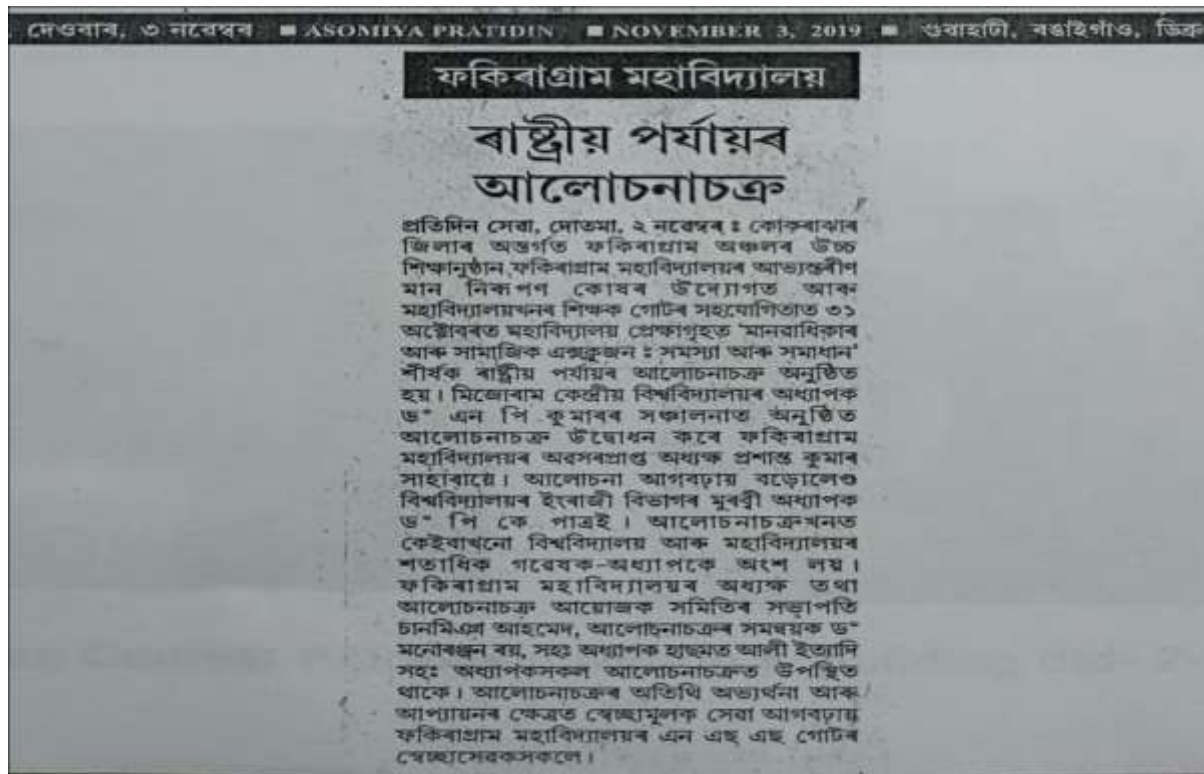 দেওবাৰ, ৩ নৱেম্বৰ ■ ASOMIYA PRATIDIN ■ NOVEMBER 3, 2019 ■ গুৱাহাটী, বঙাইগাঁও, ডিব্ৰু
ফকিৰাগ্ৰাম মহাবিদ্যালয়
ৰাষ্ট্ৰীয় পৰ্যায়ৰ
আলোচনাচক্ৰ
প্ৰতিদিন সেৱা, দোতমা, ২ নৱেম্বৰ ঃ কোকৰাঝাৰ
জিলাৰ অন্তৰ্গত ফকিৰাগ্ৰাম অঞ্চলৰ উচ্চ
শিক্ষানুষ্ঠান ফকিৰাগ্ৰাম মহাবিদ্যালয়ৰ আভ্যন্তৰীণ
মান নিৰূপণ কোষৰ উদ্যোগত আৰু
মহাবিদ্যালয়খনৰ শিক্ষক গোটৰ সহযোগিতাত ৩১
অক্টোবৰত মহাবিদ্যালয় প্ৰেক্ষাগৃহত ‘মানৱাধিকাৰ
আৰু সামাজিক এক্সক্লুজন ঃ সমস্যা আৰু সমাধান’
শীৰ্ষক ৰাষ্ট্ৰীয় পৰ্যায়ৰ আলোচনাচক্ৰ অনুষ্ঠিত
হয়। মিজোৰাম কেন্দ্ৰীয় বিশ্ববিদ্যালয়ৰ অধ্যাপক
ড° এন পি কুমাৰৰ সঞ্চালনাত অনুষ্ঠিত
আলোচনাচক্ৰ উদ্বোধন কৰে ফকিৰাগ্ৰাম
মহাবিদ্যালয়ৰ অৱসৰপ্ৰাপ্ত অধ্যক্ষ প্ৰশান্ত কুমাৰ
সাহাৰায়ে। আলোচনা আগবঢ়ায় বড়োলেণ্ড
বিশ্ববিদ্যালয়ৰ ইংৰাজী বিভাগৰ মুৰব্বী অধ্যাপক
ড° পি কে পাত্ৰই। আলোচনাচক্ৰখনত
কেইবাখনো বিশ্ববিদ্যালয় আৰু মহাবিদ্যালয়ৰ
শতাধিক গৱেষক-অধ্যাপকে অংশ লয়।
ফকিৰাগ্ৰাম মহাবিদ্যালয়ৰ অধ্যক্ষ তথা
আলোচনাচক্ৰ আয়োজক সমিতিৰ সভাপতি
চানমিঞা আহমেদ, আলোচনাচক্ৰৰ সমন্বয়ক ড°
মনোৰঞ্জন ৰয়, সহঃ অধ্যাপক হাছমত আলী ইত্যাদি
সহঃ অধ্যাপকসকল আলোচনাচক্ৰত উপস্থিত
থাকে। আলোচনাচক্ৰৰ অতিথি অভ্যৰ্থনা আৰু
আপ্যায়নৰ ক্ষেত্ৰত স্বেচ্ছামূলক সেৱা আগবঢ়ায়
ফকিৰাগ্ৰাম মহাবিদ্যালয়ৰ এন এছ এছ গোটৰ
স্বেচ্ছাসেৱকসকলে।